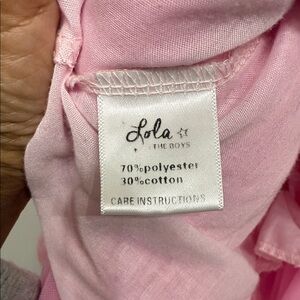 Lola
THE BOYS
70%polyester
30%cotton
CARE INSTRUCTIONS